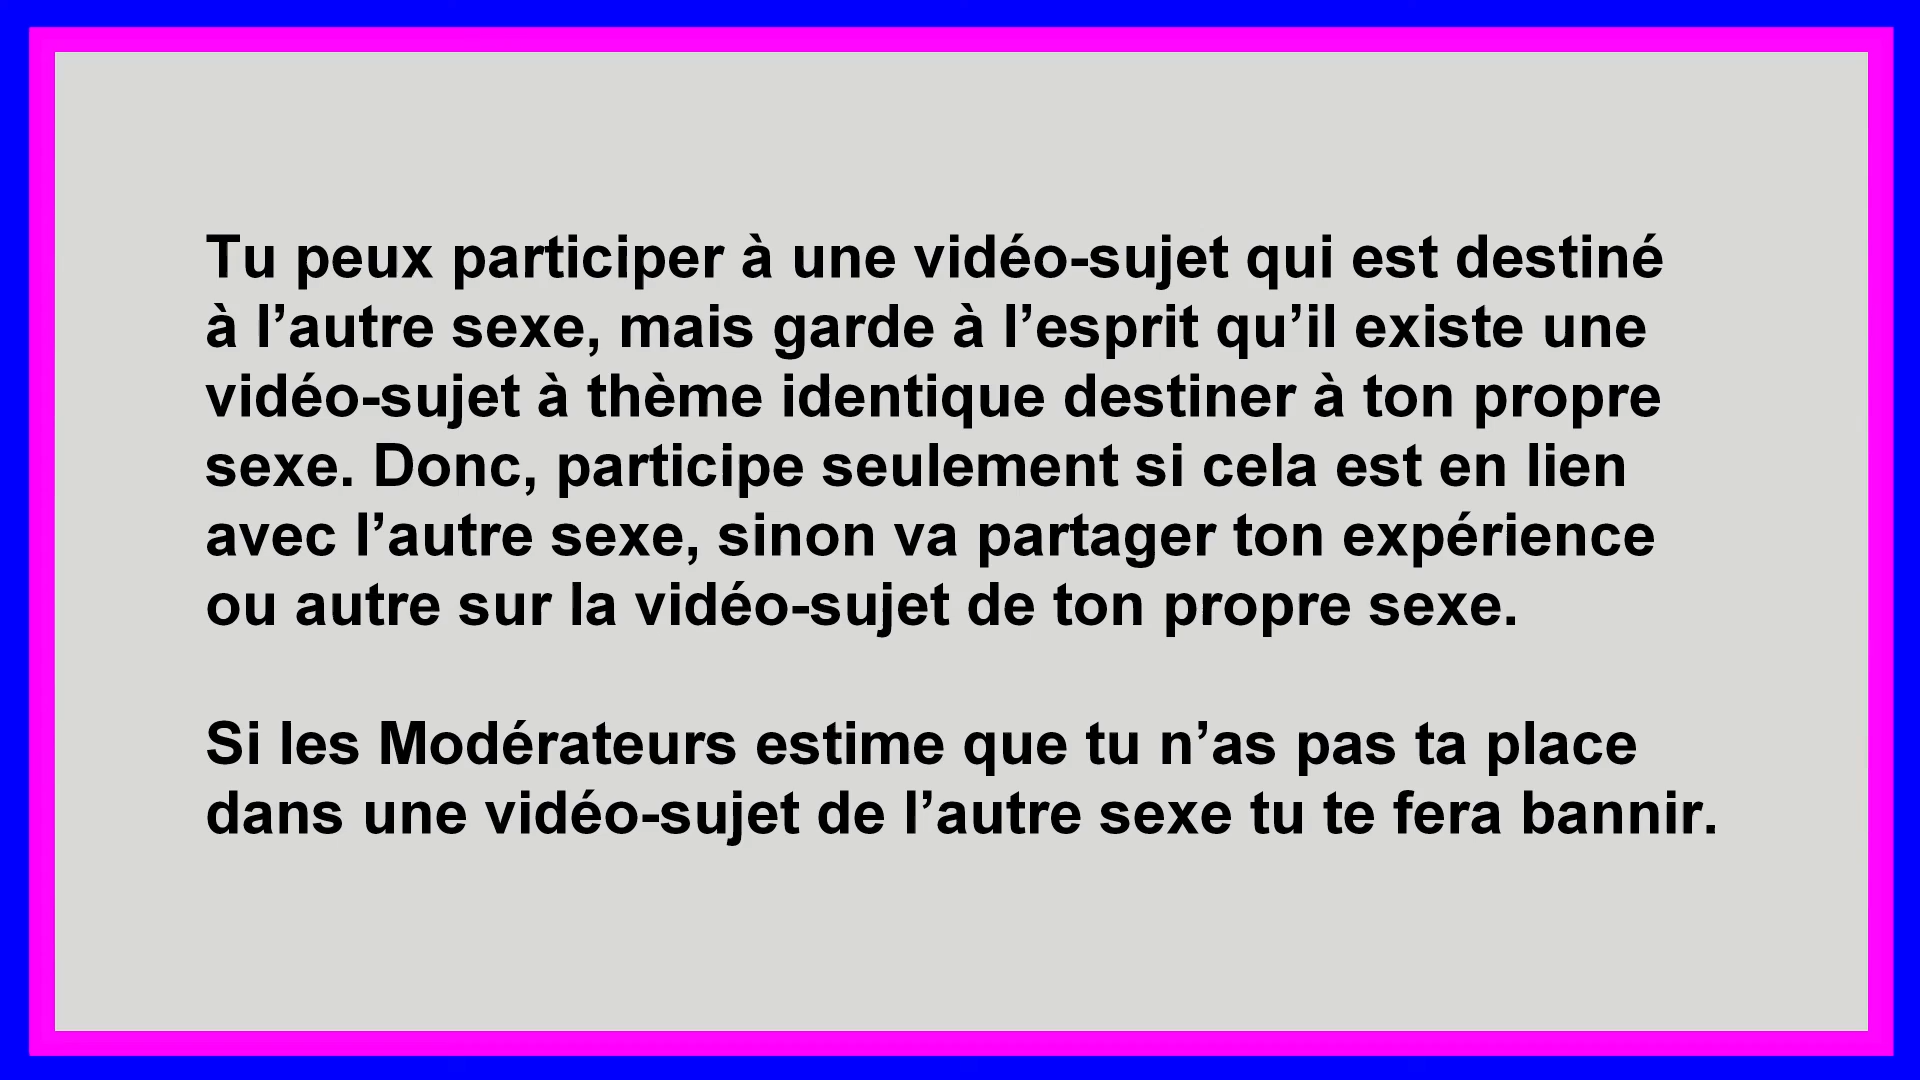 Tu peux participer à une vidéo-sujet qui est destiné
à l’autre sexe, mais garde à l’esprit qu’il existe une
vidéo-sujet à thème identique destiner à ton propre
sexe. Donc, participe seulement si cela est en lien
avec l’autre sexe, sinon va partager ton expérience
ou autre sur la vidéo-sujet de ton propre sexe.
Si les Modérateurs estime que tu n’as pas ta place
dans une vidéo-sujet de l’autre sexe tu te fera bannir.